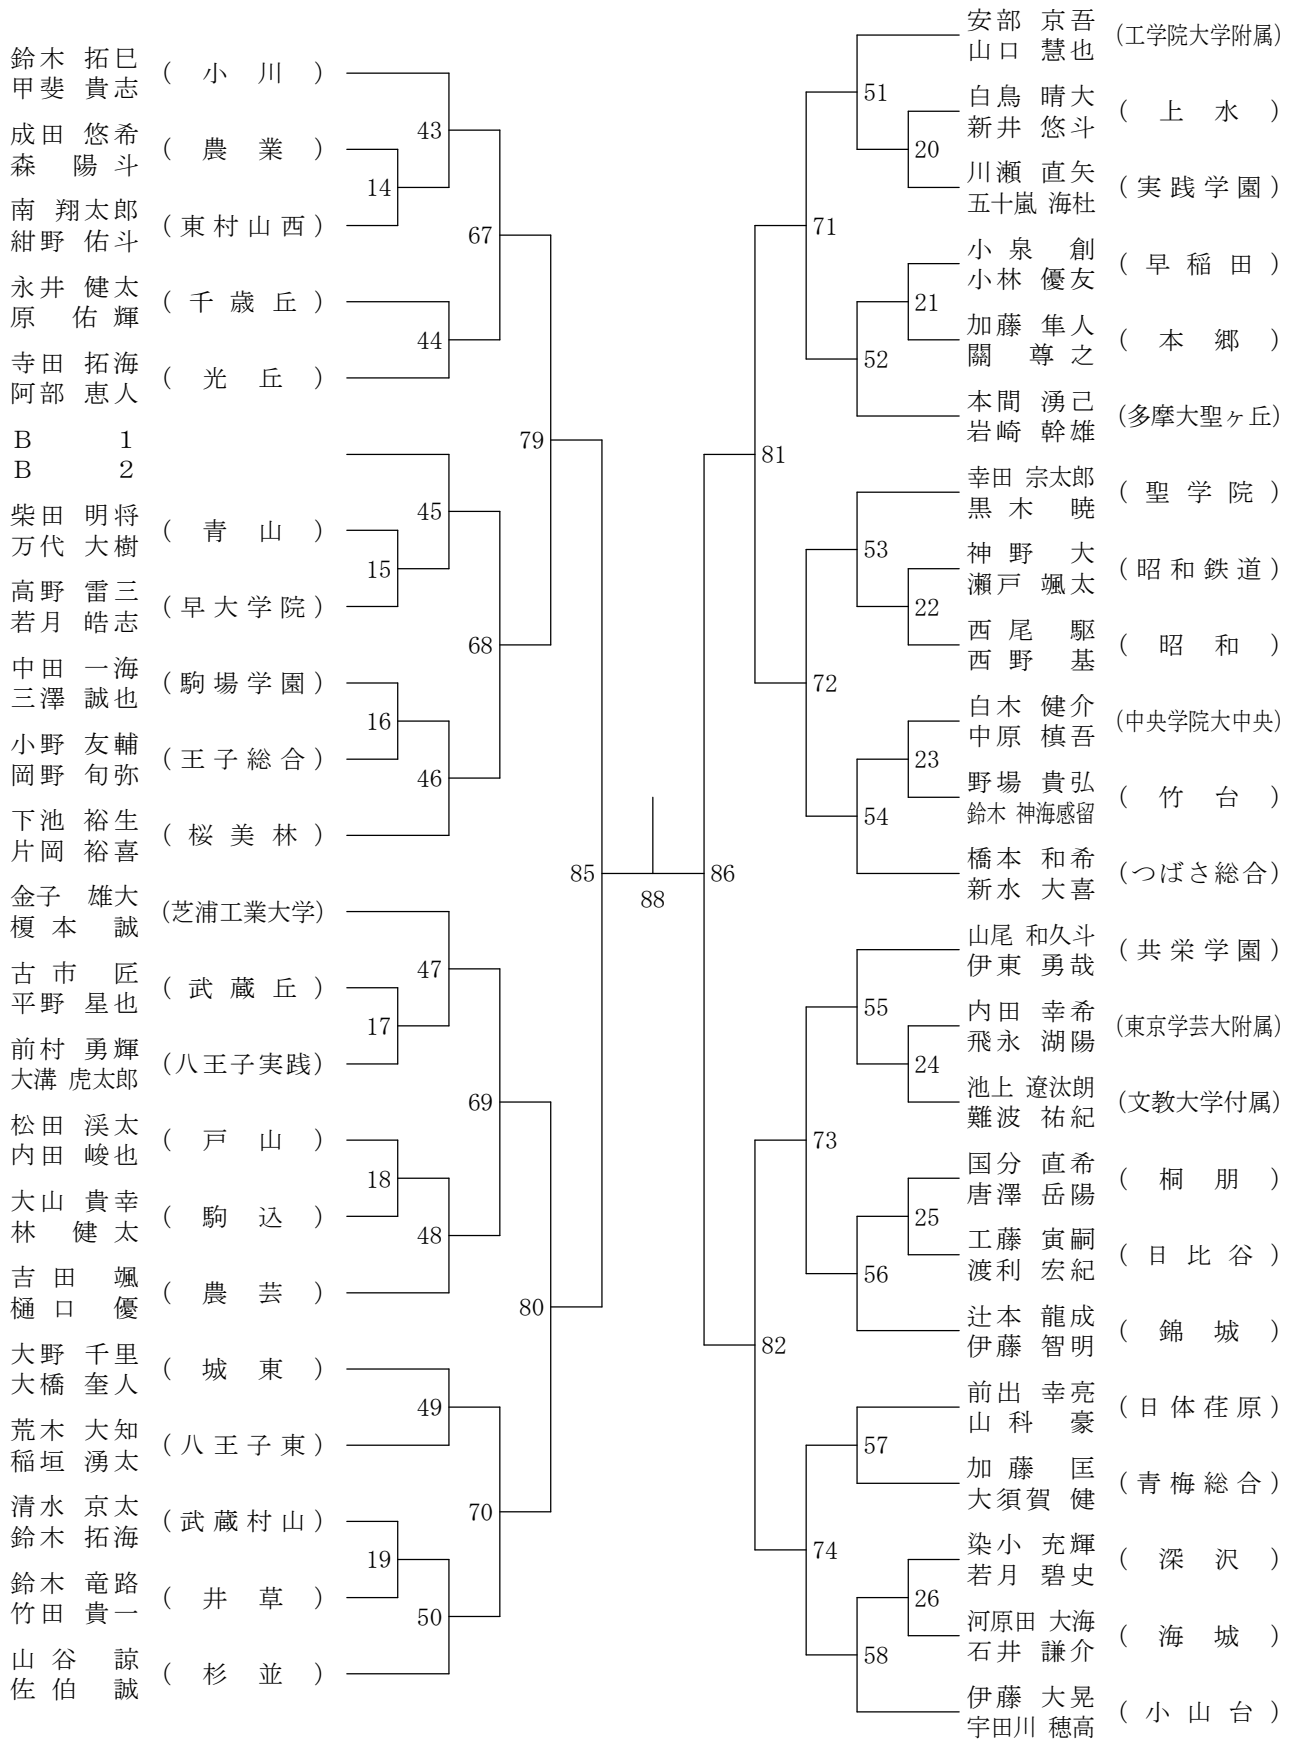 鈴木 拓巳
甲斐 貴志
( 小 川 )
成田 悠希
森 陽斗
( 農 業 )
南 翔太郎
紺野 佑斗
(東村山西)
永井 健太
原 佑輝
( 千 歳 丘 )
寺田 拓海
阿部 恵人
( 光 丘 )
B 1
B 2
柴田 明将
万代 大樹
( 青 山 )
高野 雷三
若月 皓志
(早大学院)
中田 一海
三澤 誠也
(駒場学園)
小野 友輔
岡野 旬弥
(王子総合)
下池 裕生
片岡 裕喜
( 桜 美 林 )
金子 雄大
榎本 誠
(芝浦工業大学)
古市 匠
平野 星也
( 武 蔵 丘 )
前村 勇輝
大溝 虎太郎
(八王子実践)
松田 渓太
内田 峻也
( 戸 山 )
大山 貴幸
林 健太
( 駒 込 )
吉田 颯
樋口 優
( 農 芸 )
大野 千里
大橋 奎人
( 城 東 )
荒木 大知
稲垣 湧太
(八王子東)
清水 京太
鈴木 拓海
(武蔵村山)
鈴木 竜路
竹田 貴一
( 井 草 )
山谷 諒
佐伯 誠
( 杉 並 )
14
15
16
17
18
19
43
44
45
46
47
48
49
50
67
68
69
70
79
80
85
88
86
81
82
71
72
73
74
51
52
53
54
55
56
57
58
20
21
22
23
24
25
26
安部 京吾
山口 慧也
(工学院大学附属)
白鳥 晴大
新井 悠斗
( 上 水 )
川瀬 直矢
五十嵐 海杜
(実践学園)
小泉 創
小林 優友
( 早 稲 田 )
加藤 隼人
關 尊之
( 本 郷 )
本間 湧己
岩崎 幹雄
(多摩大聖ヶ丘)
幸田 宗太郎
黒木 暁
( 聖 学 院 )
神野 大
瀬戸 颯太
(昭和鉄道)
西尾 駆
西野 基
( 昭 和 )
白木 健介
中原 槙吾
(中央学院大中央)
野場 貴弘
鈴木 神海感留
( 竹 台 )
橋本 和希
新水 大喜
(つばさ総合)
山尾 和久斗
伊東 勇哉
(共栄学園)
内田 幸希
飛永 湖陽
(東京学芸大附属)
池上 遼汰朗
難波 祐紀
(文教大学付属)
国分 直希
唐澤 岳陽
( 桐 朋 )
工藤 寅嗣
渡利 宏紀
( 日 比 谷 )
辻本 龍成
伊藤 智明
( 錦 城 )
前出 幸亮
山科 豪
(日体荏原)
加藤 匡
大須賀 健
(青梅総合)
染小 充輝
若月 碧史
( 深 沢 )
河原田 大海
石井 謙介
( 海 城 )
伊藤 大晃
宇田川 穂高
( 小 山 台 )